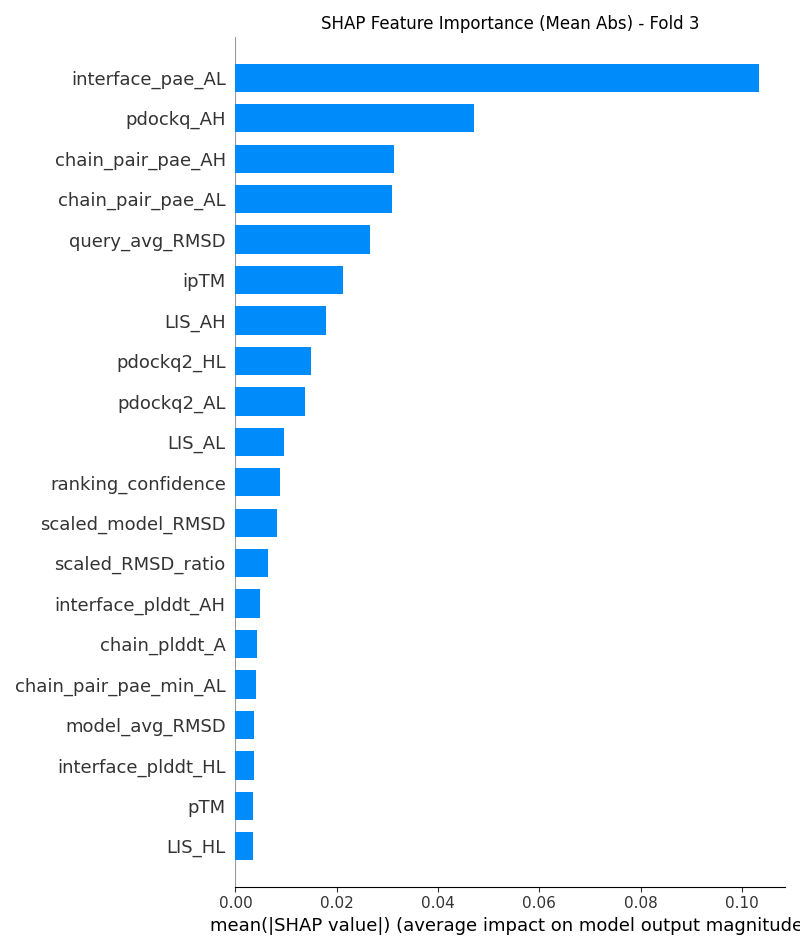 SHAP Feature Importance (Mean Abs) - Fold 3
interface_pae_AL
pdockq_AH
chain_pair_pae_AH
chain_pair_pae_AL
query_avg_RMSD
ipTM
LIS_AH
pdockq2_HL
pdockq2_AL
LIS_AL
ranking_confidence
scaled_model_RMSD
scaled_RMSD_ratio
interface_plddt_AH
chain_plddt_A
chain_pair_pae_min_AL
model_avg_RMSD
interface_plddt_HL
pTM
LIS_HL
0.00 0.02 0.04 0.06 0.08 0.10
mean(|SHAP value|) (average impact on model output magnitude